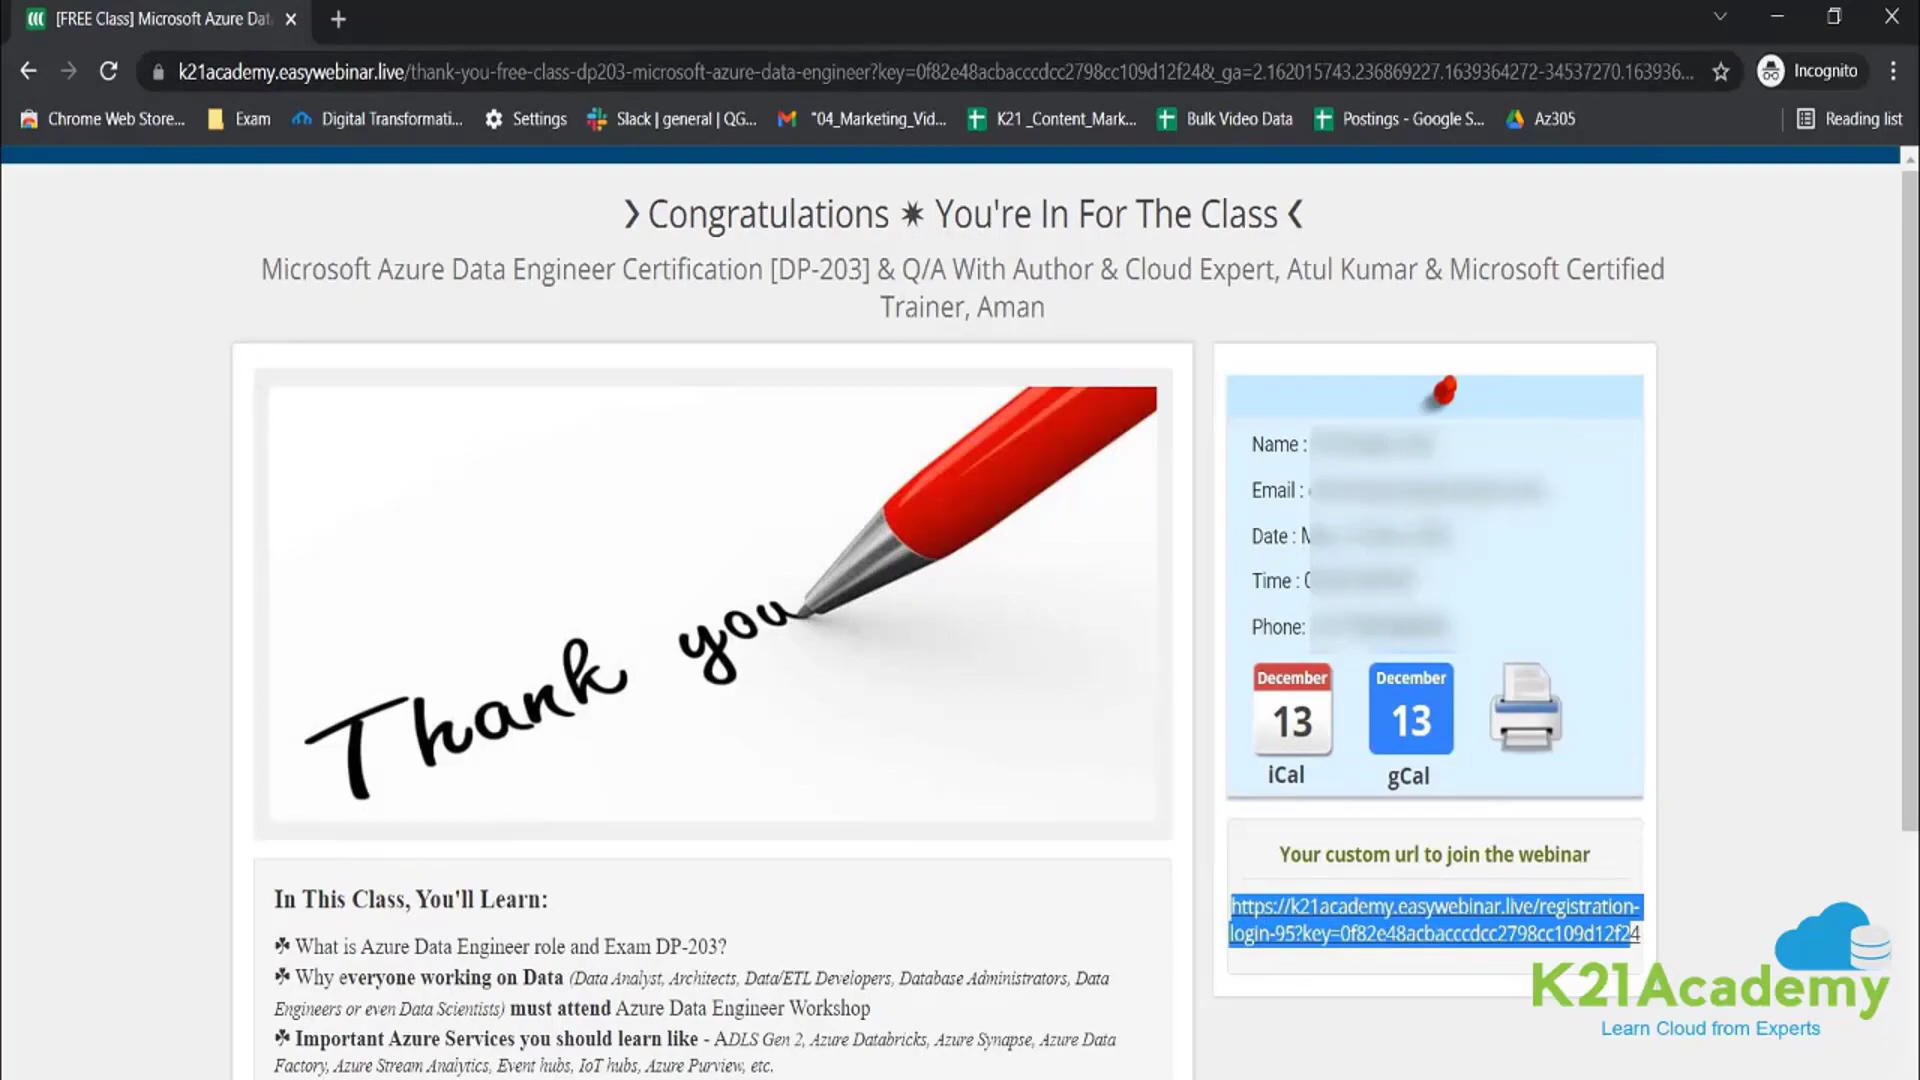 [FREE Class] Microsoft Azure Dat
k21academy.easywebinar.live/thank-you-free-class-dp203-microsoft-azure-data-engineer?key=0f82e48acbacccdcc2798cc109d12f24&_ga=2.162015743.236869227.1639364272-34537270.163936...
Incognito
Chrome Web Store...
Exam
Digital Transformati...
Settings
Slack | general | QG...
"04_Marketing_Vid...
K21 _Content_Mark...
Bulk Video Data
Postings - Google S...
Az305
Reading list
❯ Congratulations ✷ You're In For The Class ❮
Microsoft Azure Data Engineer Certification [DP-203] & Q/A With Author & Cloud Expert, Atul Kumar & Microsoft Certified
Trainer, Aman
Thank you
In This Class, You'll Learn:
☘ What is Azure Data Engineer role and Exam DP-203?
☘ Why everyone working on Data (Data Analyst, Architects, Data/ETL Developers, Database Administrators, Data
Engineers or even Data Scientists) must attend Azure Data Engineer Workshop
☘ Important Azure Services you should learn like - ADLS Gen 2, Azure Databricks, Azure Synapse, Azure Data
Factory, Azure Stream Analytics, Event hubs, IoT hubs, Azure Purview, etc.
Name :
Email :
Date : M
Time : 0
Phone:
December
13
iCal
December
13
gCal
Your custom url to join the webinar
https://k21academy.easywebinar.live/registration-
login-95?key=0f82e48acbacccdcc2798cc109d12f24
K21Academy
Learn Cloud from Experts